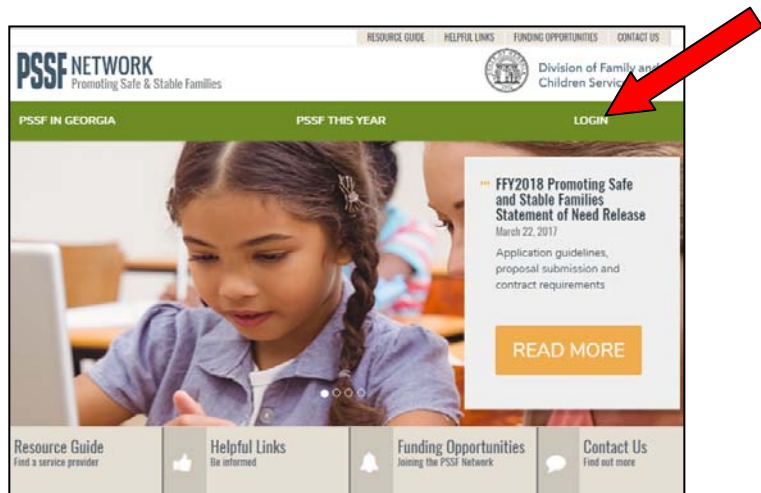 RESOURCE GUIDE HELPFUL LINKS FUNDING OPPORTUNITIES CONTACT US
PSSF NETWORK
Promoting Safe & Stable Families
Division of Family and
Children Servic
PSSF IN GEORGIA PSSF THIS YEAR LOGIN
FFY2018 Promoting Safe
and Stable Families
Statement of Need Release
March 22, 2017
Application guidelines,
proposal submission and
contract requirements
READ MORE
Resource Guide
Find a service provider
Helpful Links
Be informed
Funding Opportunities
Joining the PSSF Network
Contact Us
Find out more